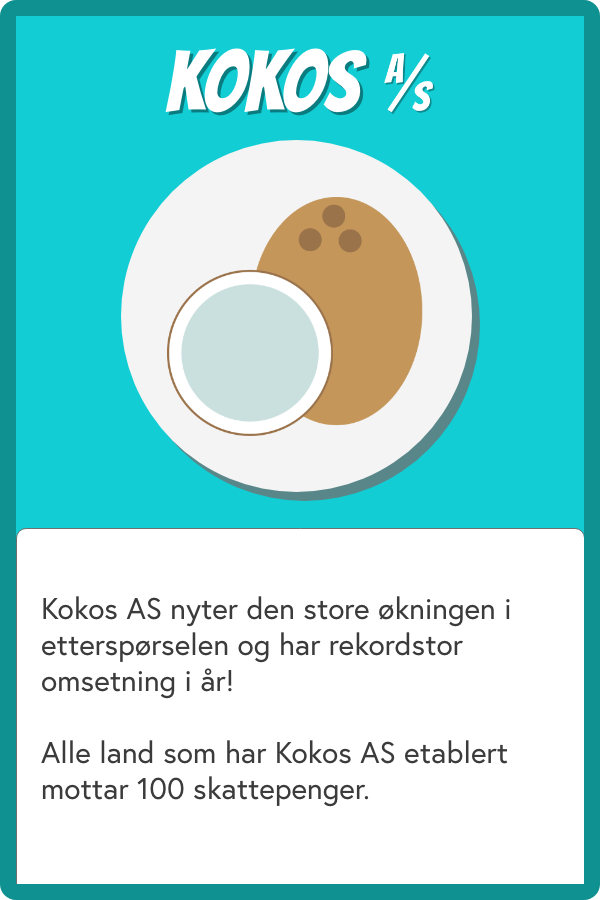 KOKOS A/S
Kokos AS nyter den store økningen i
etterspørselen og har rekordstor
omsetning i år!
Alle land som har Kokos AS etablert
mottar 100 skattepenger.